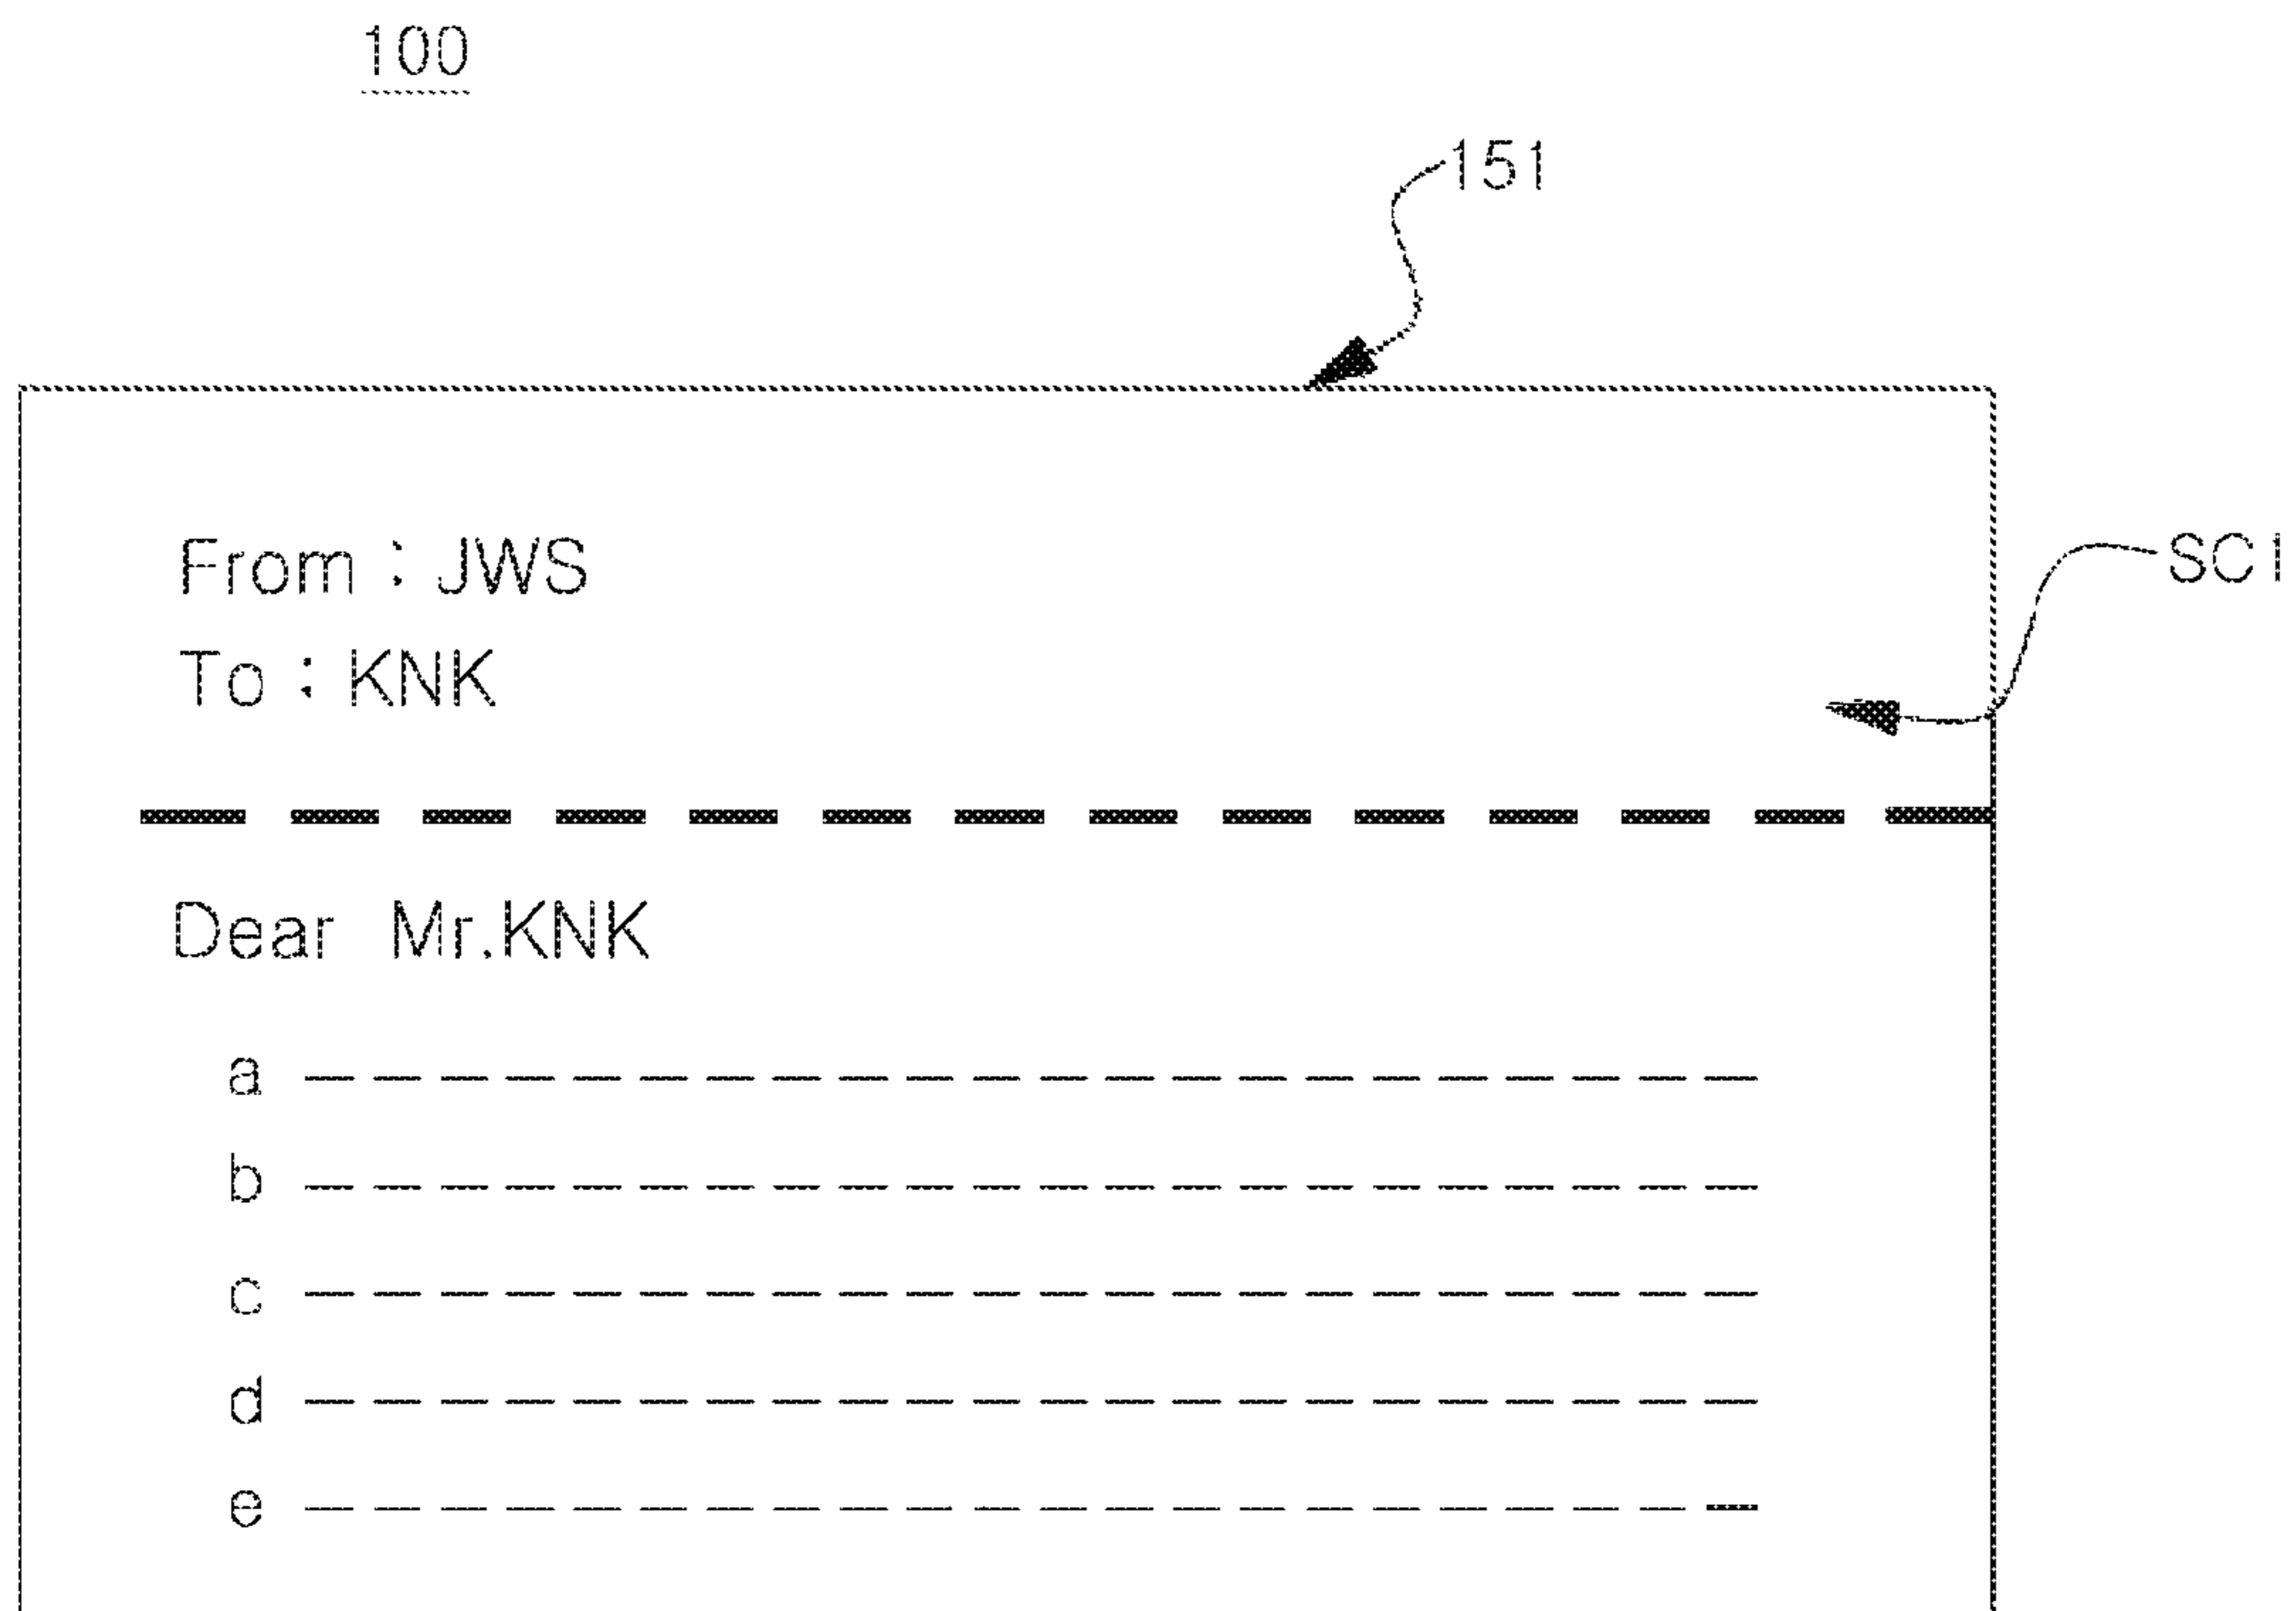 100
151
From : JWS
SC1
To : KNK
Dear Mr.KNK
a
b
c
d
e